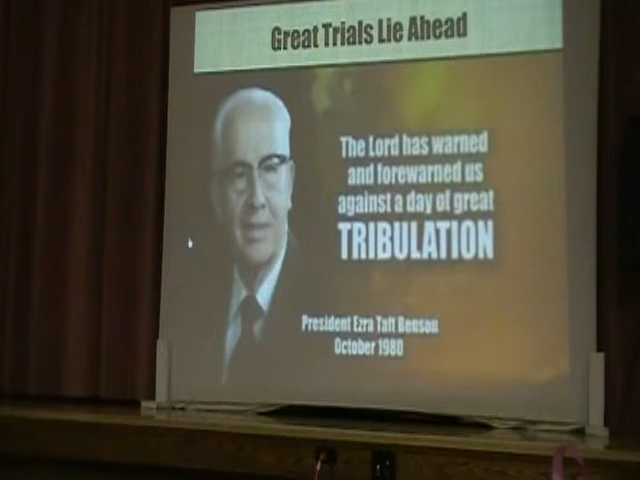 Great Trials Lie Ahead
The Lord has warned
and forewarned us
against a day of great
TRIBULATION
President Ezra Taft Benson
October 1980